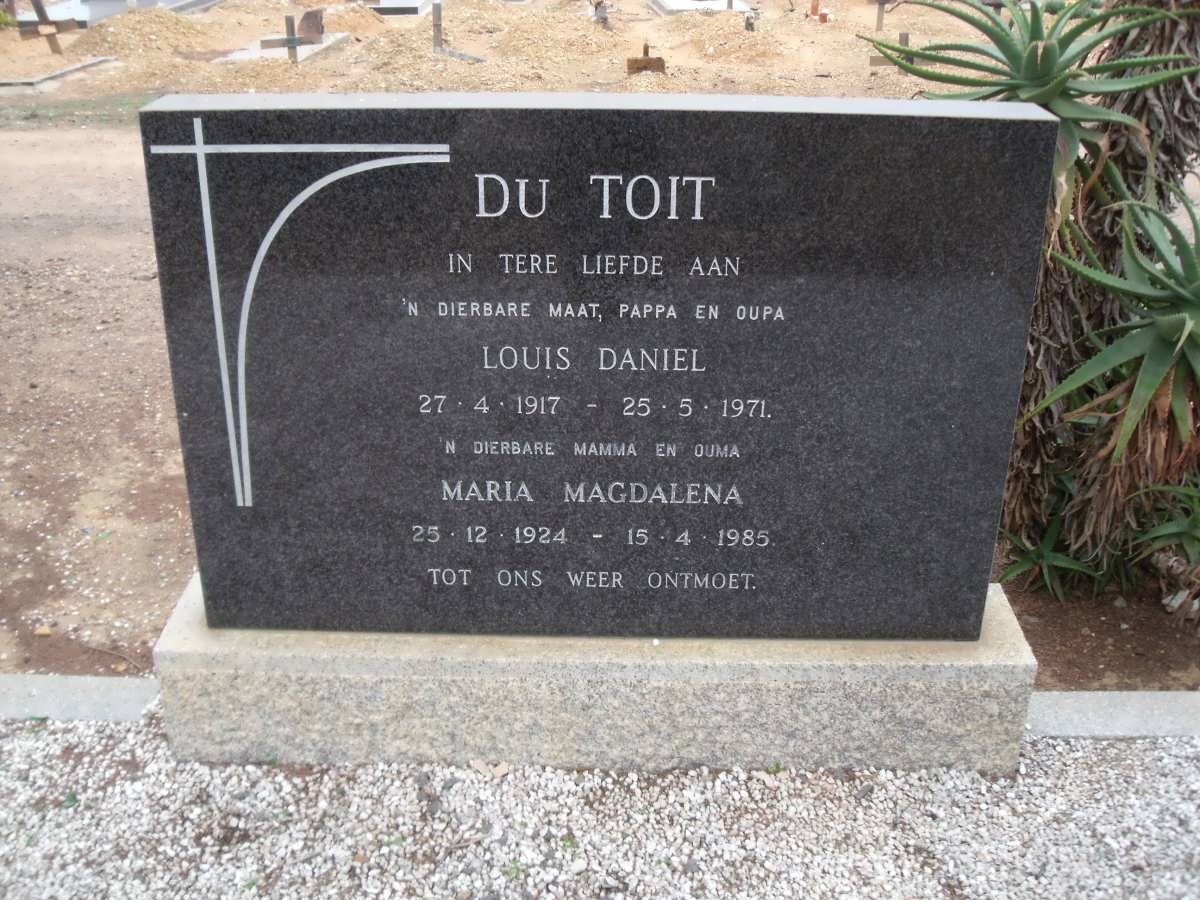 DU TOIT
IN TERE LIEFDE AAN
'N DIERBARE MAAT, PAPPA EN OUPA
LOUIS DANIEL
27 · 4 · 1917 - 25 · 5 · 1971.
'N DIERBARE MAMMA EN OUMA
MARIA MAGDALENA
25 · 12 · 1924 - 15 · 4 · 1985.
TOT ONS WEER ONTMOET.